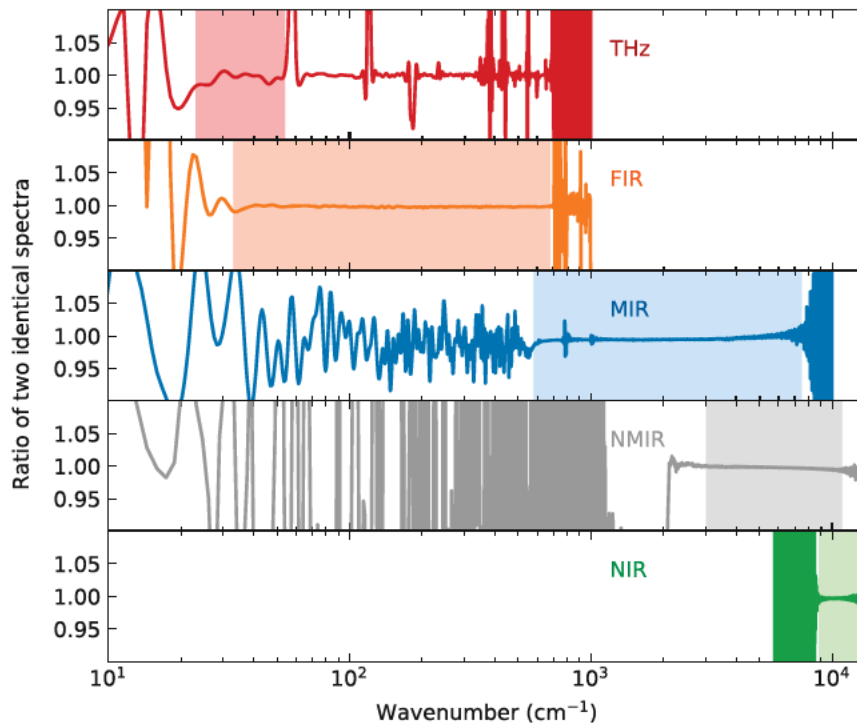 1.05
1.00
0.95
THz
1.05
1.00
0.95
FIR
1.05
1.00
0.95
MIR
1.05
1.00
0.95
NMIR
1.05
1.00
0.95
NIR
Ratio of two identical spectra
10¹ 10² 10³ 10⁴
Wavenumber (cm⁻¹)